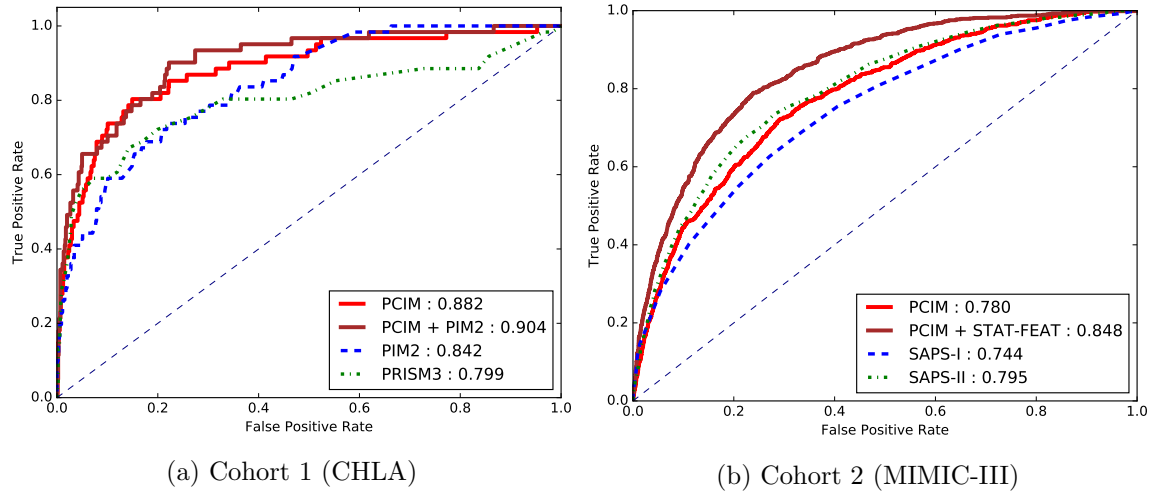 1.0
0.8
0.6
0.4
0.2
0.0
True Positive Rate
PCIM : 0.882
PCIM + PIM2 : 0.904
PIM2 : 0.842
PRISM3 : 0.799
0.0 0.2 0.4 0.6 0.8 1.0
False Positive Rate
(a) Cohort 1 (CHLA)
1.0
0.8
0.6
0.4
0.2
0.0
True Positive Rate
PCIM : 0.780
PCIM + STAT-FEAT : 0.848
SAPS-I : 0.744
SAPS-II : 0.795
0.0 0.2 0.4 0.6 0.8 1.0
False Positive Rate
(b) Cohort 2 (MIMIC-III)